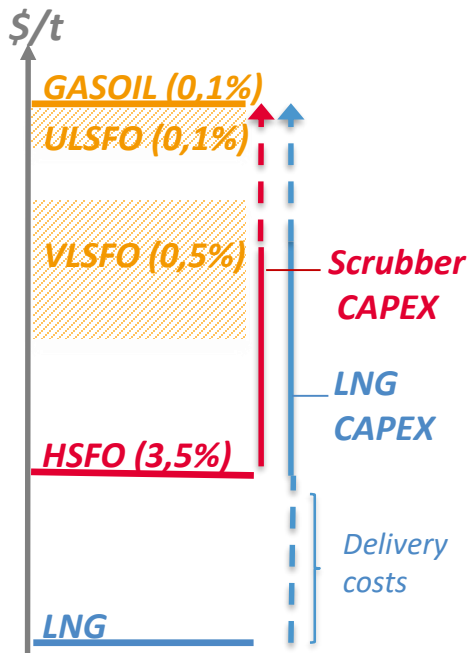 $/t
GASOIL (0,1%)
ULSFO (0,1%)
VLSFO (0,5%)
Scrubber
CAPEX
LNG
CAPEX
HSFO (3,5%)
Delivery
costs
LNG